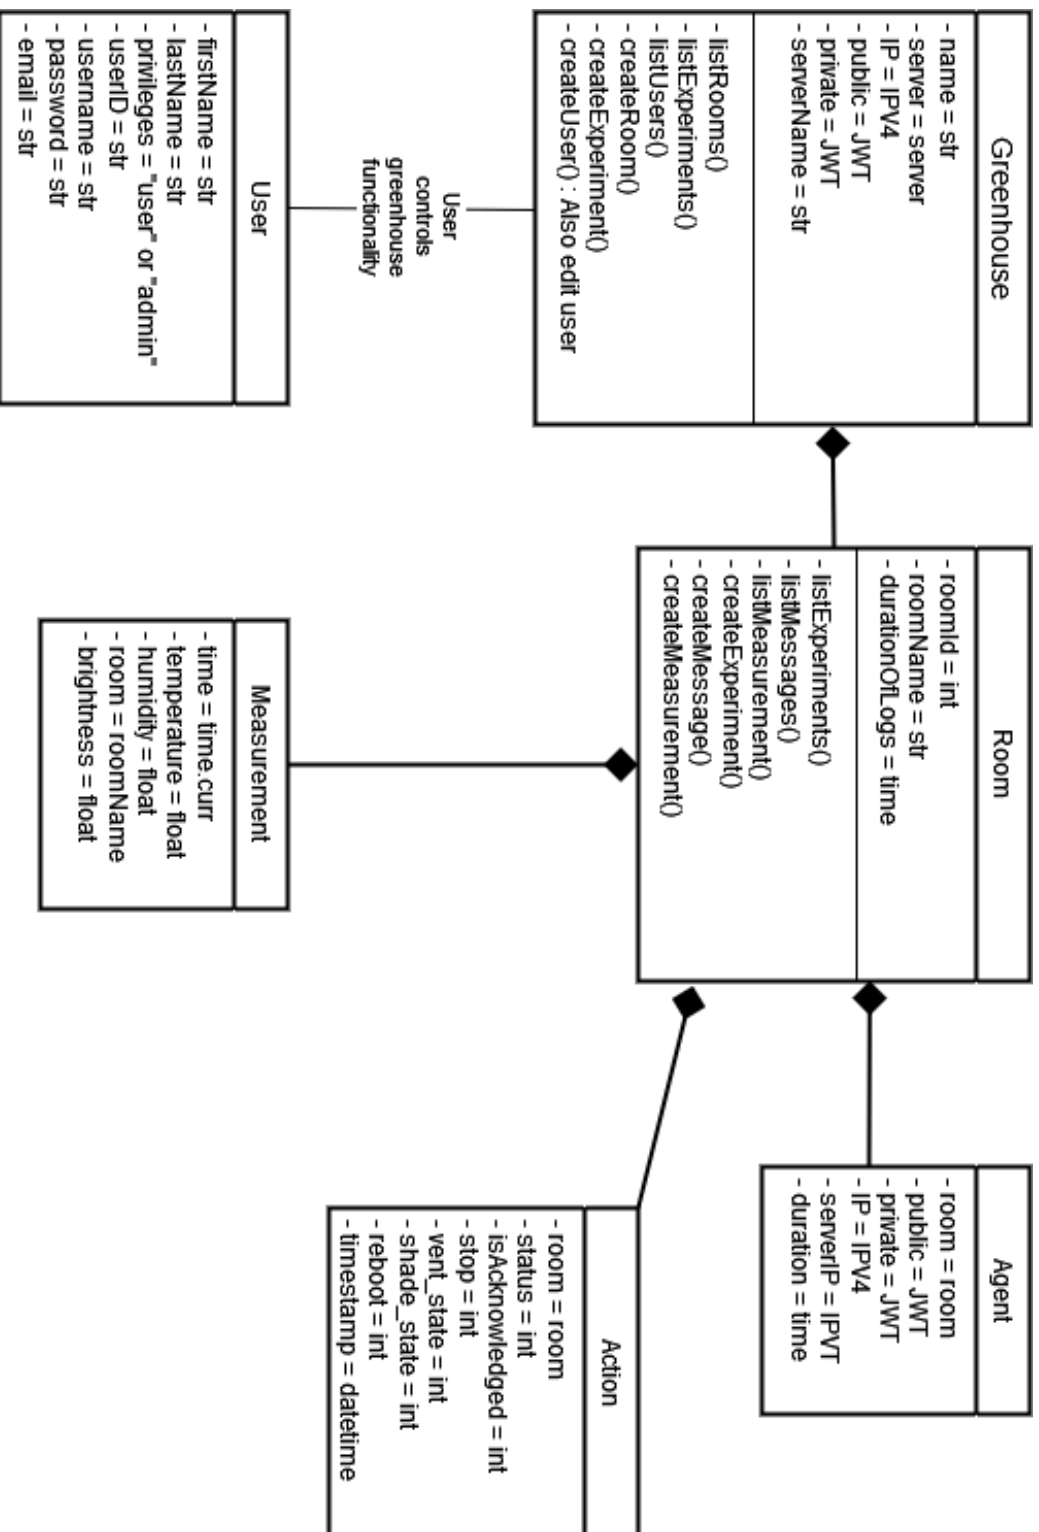 Greenhouse
- name = str
- server = server
- IP = IPV4
- public = JWT
- private = JWT
- serverName = str
- listRooms()
- listExperiments()
- listUsers()
- createRoom()
- createExperiment()
- createUser() : Also edit user
User
controls
greenhouse
functionality
User
- firstName = str
- lastName = str
- privileges = "user" or "admin"
- userID = str
- username = str
- password = str
- email = str
Room
- roomId = int
- roomName = str
- durationOfLogs = time
- listExperiments()
- listMessages()
- listMeasurement()
- createExperiment()
- createMessage()
- createMeasurement()
Measurement
- time = time.curr
- temperature = float
- humidity = float
- room = roomName
- brightness = float
Agent
- room = room
- public = JWT
- private = JWT
- IP = IPV4
- serverIP = IPVT
- duration = time
Action
- room = room
- status = int
- isAcknowledged = int
- stop = int
- vent_state = int
- shade_state = int
- reboot = int
- timestamp = datetime